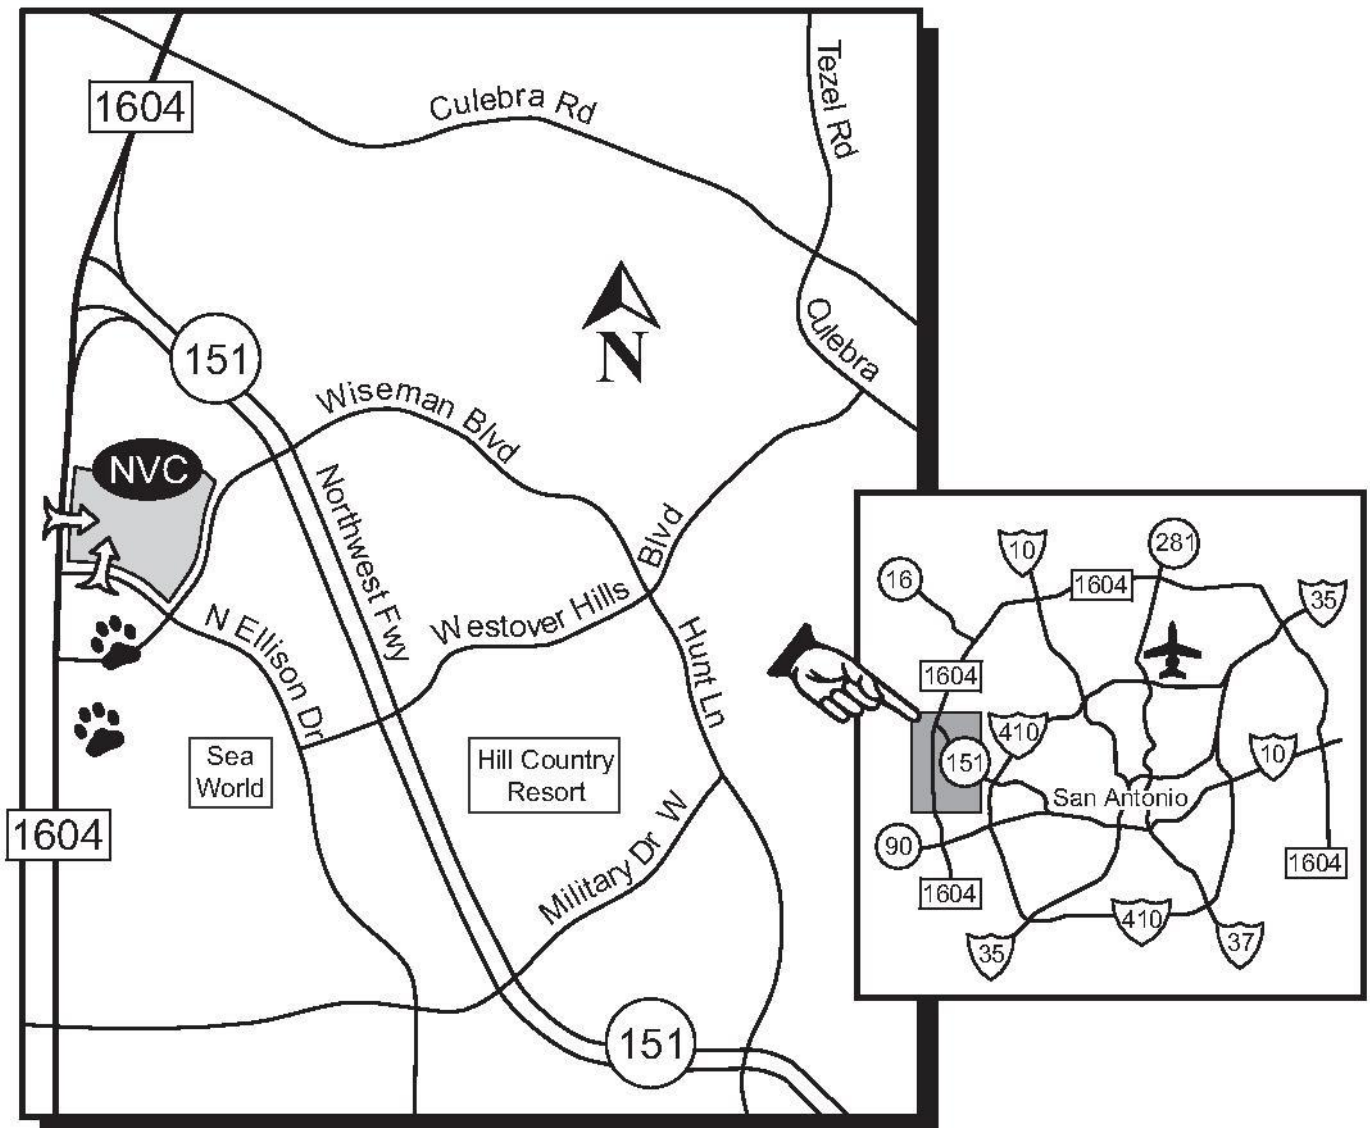 1604
Culebra Rd
Tezel Rd
N
Culebra
151
Wiseman Blvd
NVC
Northwest Fwy
N Ellison Dr
Westover Hills Blvd
Hunt Ln
Sea
World
Hill Country
Resort
1604
Military Dr W
151
10
281
16
1604
35
1604
410
151
10
San Antonio
90
1604
1604
410
35
37